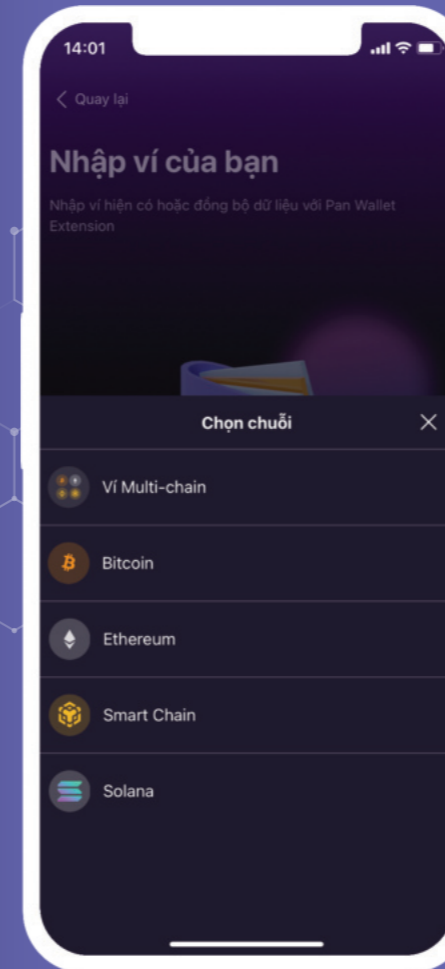 14:01
Quay lại
Nhập ví của bạn
Nhập ví hiện có hoặc đồng bộ dữ liệu với Pan Wallet
Extension
Chọn chuỗi
Ví Multi-chain
Bitcoin
Ethereum
Smart Chain
Solana